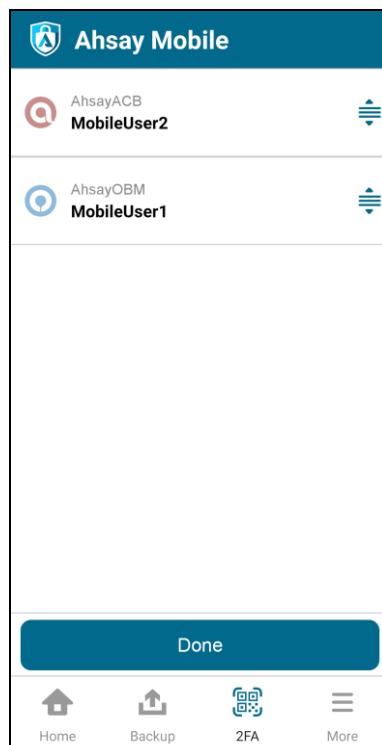 Ahsay Mobile
AhsayACB
MobileUser2
AhsayOBM
MobileUser1
Done
Home Backup 2FA More